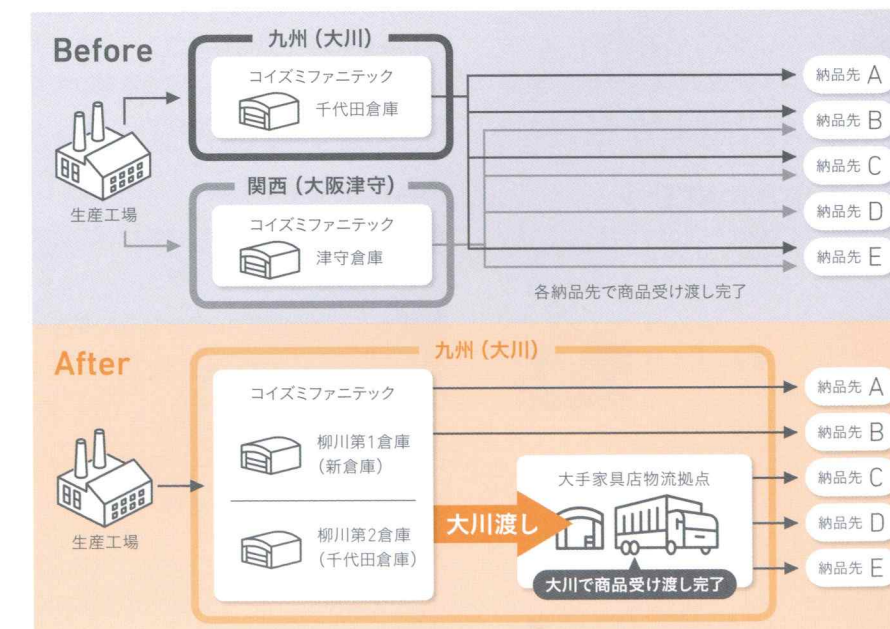 Before
九州（大川）
コイズミファニテック
千代田倉庫
生産工場
関西（大阪津守）
コイズミファニテック
津守倉庫
納品先 A
納品先 B
納品先 C
納品先 D
納品先 E
各納品先で商品受け渡し完了
After
九州（大川）
コイズミファニテック
柳川第1倉庫
（新倉庫）
柳川第2倉庫
（千代田倉庫）
生産工場
大川渡し
大手家具店物流拠点
大川で商品受け渡し完了
納品先 A
納品先 B
納品先 C
納品先 D
納品先 E